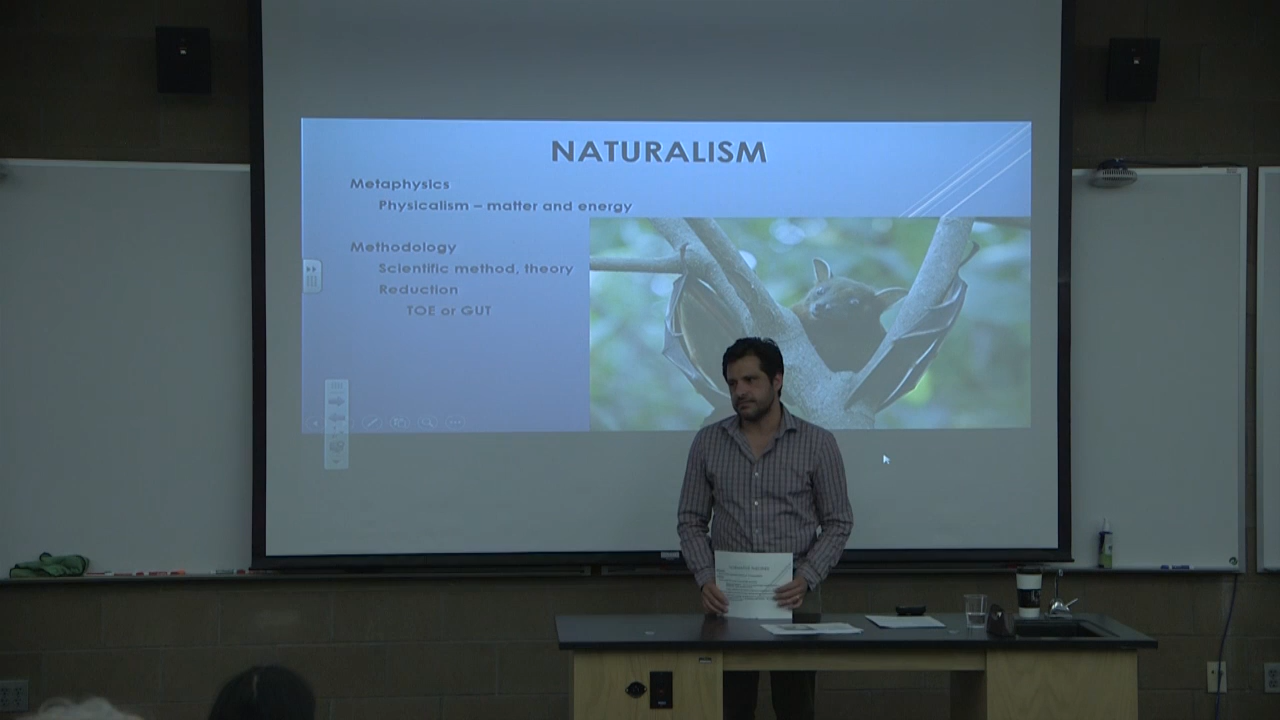 NATURALISM
Metaphysics
Physicalism – matter and energy
Methodology
Scientific method, theory
Reduction
TOE or GUT